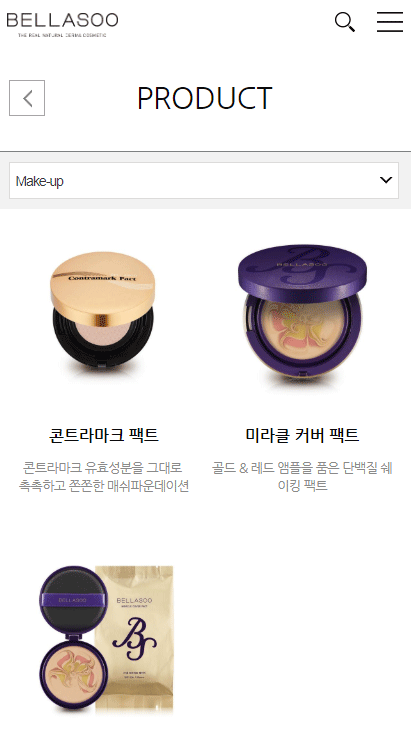 BELLASOO
THE REAL NATURAL DERMA COSMETIC
PRODUCT
Make-up
Contramark Pact
BELLASOO
콘트라마크 팩트
미라클 커버 팩트
콘트라마크 유효성분을 그대로
촉촉하고 쫀쫀한 매쉬파운데이션
골드 & 레드 앰플을 품은 단백질 쉐
이킹 팩트
BELLASOO
BELLASOO